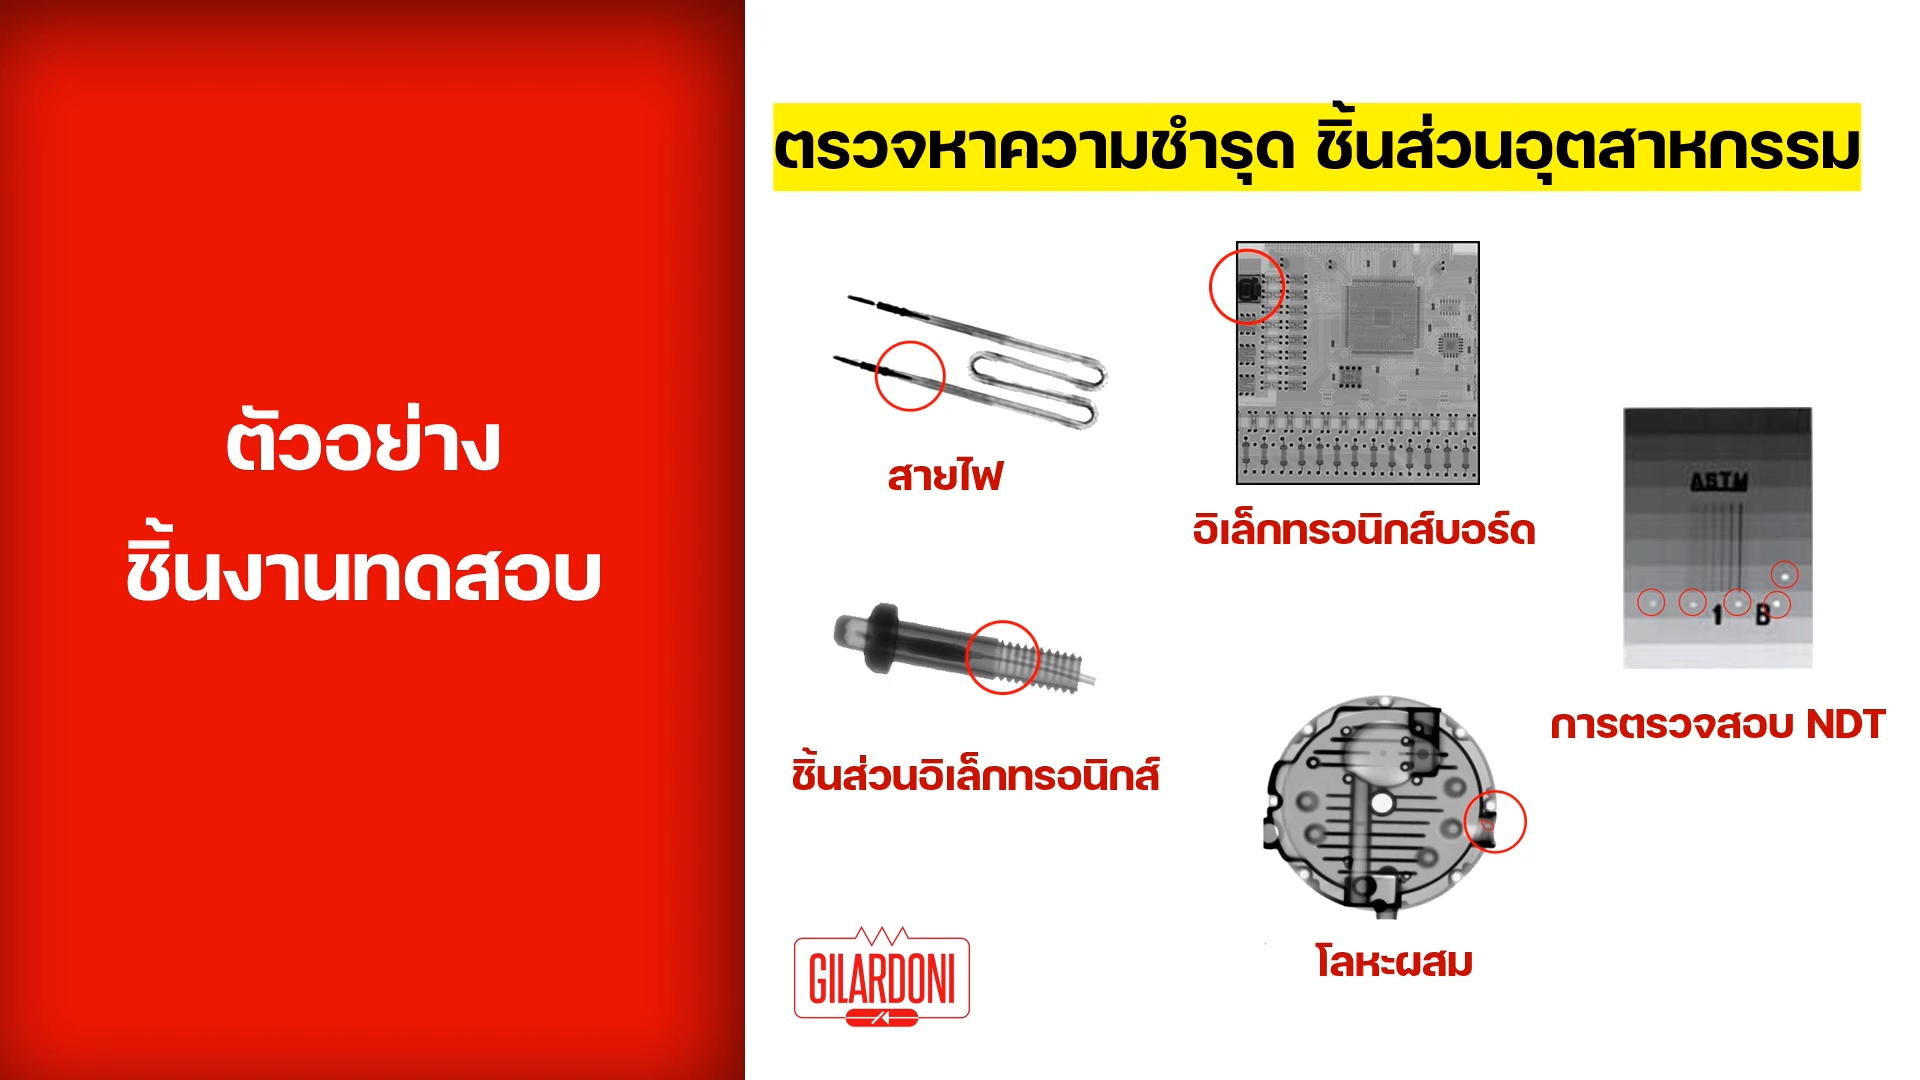 ตัวอย่าง
ชิ้นงานทดสอบ
ตรวจหาความชำรุด ชิ้นส่วนอุตสาหกรรม
สายไฟ
อิเล็กทรอนิกส์บอร์ด
ASTM
1 B
การตรวจสอบ NDT
ชิ้นส่วนอิเล็กทรอนิกส์
โลหะผสม
GILARDONI